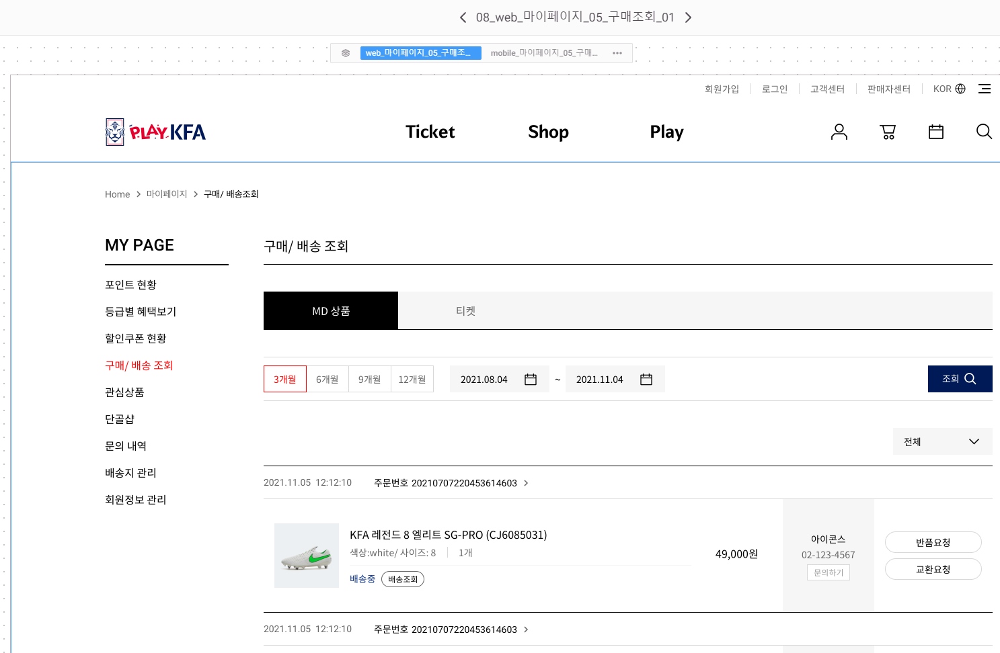 08_web_마이페이지_05_구매조회_01
web_마이페이지_05_구매조...
mobile_마이페이지_05_구매...
회원가입 로그인 고객센터 판매자센터 KOR
PLAY KFA
Ticket Shop Play
Home > 마이페이지 > 구매/ 배송조회
MY PAGE
포인트 현황
등급별 혜택보기
할인쿠폰 현황
구매/ 배송 조회
관심상품
단골샵
문의 내역
배송지 관리
회원정보 관리
구매/ 배송 조회
MD 상품 티켓
3개월 6개월 9개월 12개월 2021.08.04 ~ 2021.11.04 조회
전체
2021.11.05 12:12:10 주문번호 20210707220453614603 >
KFA 레전드 8 엘리트 SG-PRO (CJ6085031)
색상:white/ 사이즈: 8 1개
배송중 배송조회
49,000원
아이콘스
02-123-4567
문의하기
반품요청
교환요청
2021.11.05 12:12:10 주문번호 20210707220453614603 >